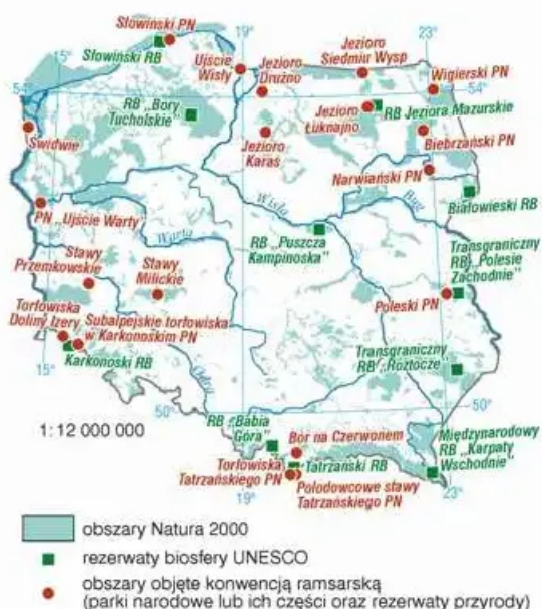 Słowiński PN
19°
Słowiński RB
15°
Ujście
Wisły
Jezioro
Drużno
Jezioro
Siedmiu Wysp
23°
Wigierski PN
54°
54°
RB „Bory
Tucholskie"
Jezioro
Łuknajno
RB Jeziora Mazurskie
Świdwie
Jezioro
Karaś
Biebrzański PN
Narwiański PN
PN „Ujście Warty"
Wisła
Bug
Białowieski RB
Warta
RB „Puszcza
Kampinoska"
Transgraniczny
RB „Polesie
Zachodnie"
Stawy
Przemkowskie
Stawy
Milickie
Poleski PN
Torfowiska
Doliny Izery
Subalpejskie torfowiska
w Karkonoskim PN
Karkonoski RB
15°
Odra
Transgraniczny
RB „Roztocze"
50°
50°
1:12 000 000
RB „Babia
Góra"
Bór na Czerwonem
Międzynarodowy
RB „Karpaty
Wschodnie"
Torfowiska
Tatrzańskiego PN
Tatrzański RB
Polodowcowe stawy
Tatrzańskiego PN
19°
23°
obszary Natura 2000
rezerwaty biosfery UNESCO
obszary objęte konwencją ramsarską
(parki narodowe lub ich części oraz rezerwaty przyrody)